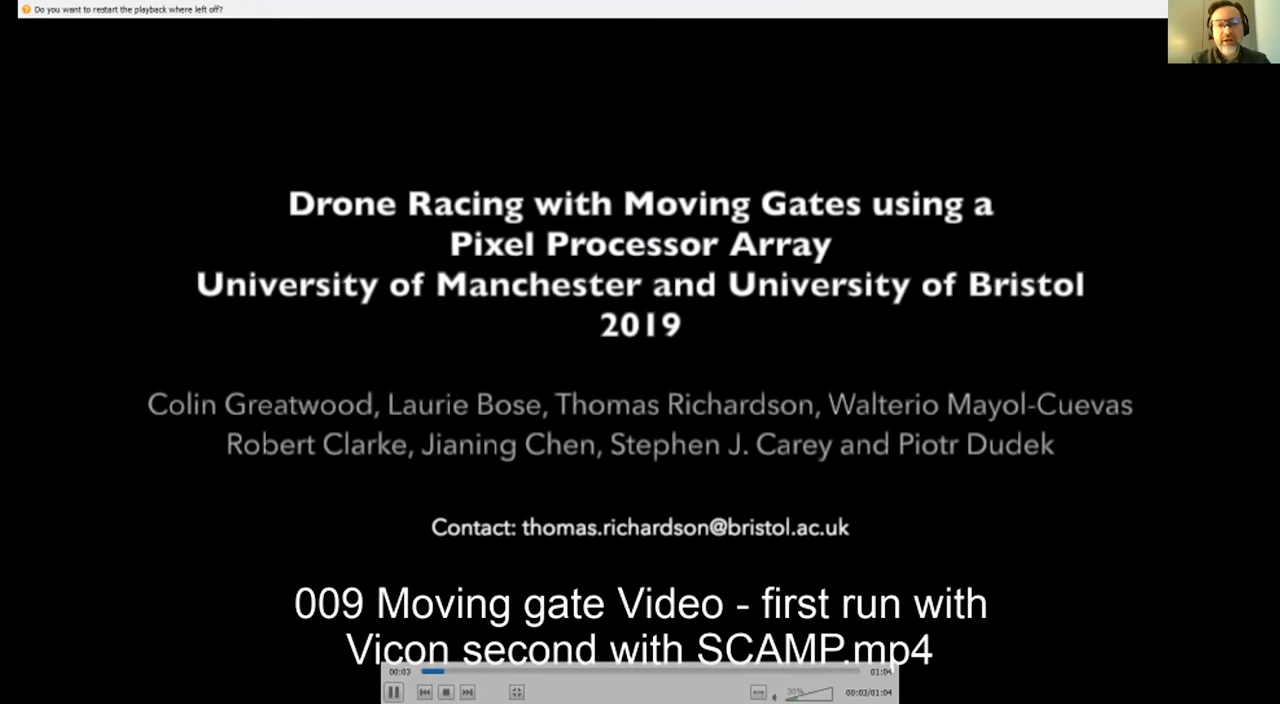 Do you want to restart the playback where left off?
Drone Racing with Moving Gates using a
Pixel Processor Array
University of Manchester and University of Bristol
2019
Colin Greatwood, Laurie Bose, Thomas Richardson, Walterio Mayol-Cuevas
Robert Clarke, Jianing Chen, Stephen J. Carey and Piotr Dudek
Contact: thomas.richardson@bristol.ac.uk
009 Moving gate Video - first run with
Vicon second with SCAMP.mp4
00:03 01:04
30% 00:03/01:04